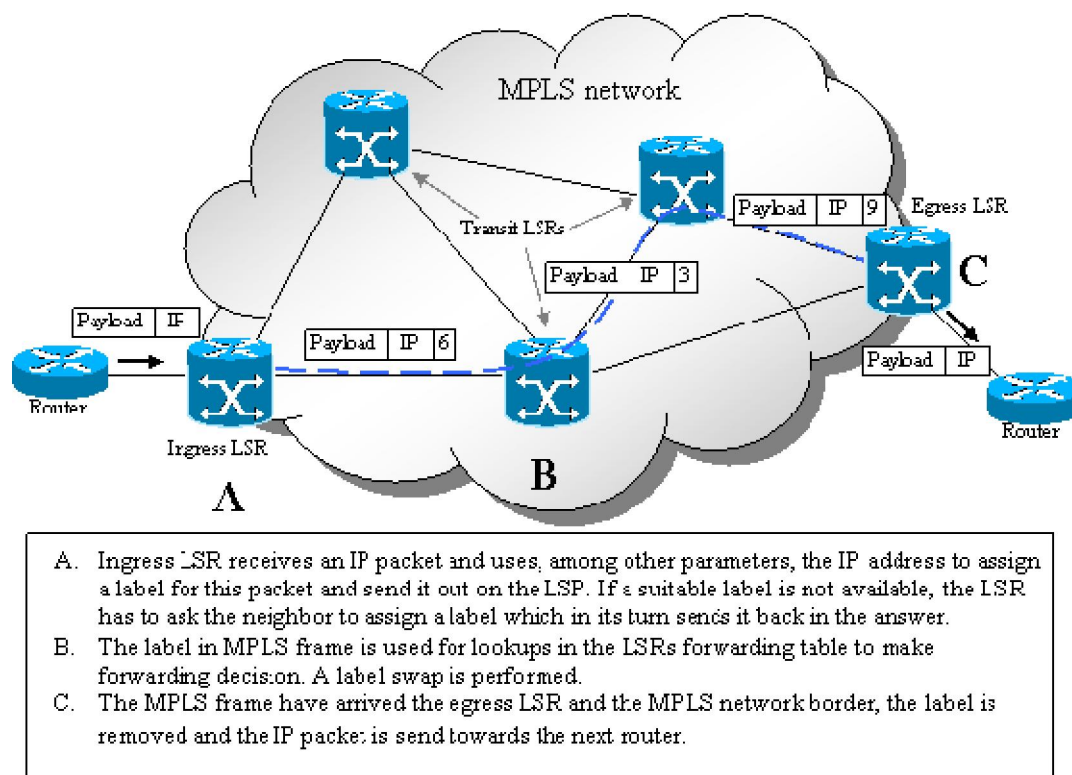 MPLS network
Payload IP 9
Egress LSR
Transit LSRs
Payload IP 3
C
Payload IP
Payload IP 6
Payload IP
Router
Router
Ingress LSR
A
B
A. Ingress LSR receives an IP packet and uses, among other parameters, the IP address to assign
a label for this packet and send it out on the LSP. If a suitable label is not available, the LSR
has to ask the neighbor to assign a label which in its turn sends it back in the answer.
B. The label in MPLS frame is used for lookups in the LSRs forwarding table to make
forwarding decision. A label swap is performed.
C. The MPLS frame have arrived the egress LSR and the MPLS network border, the label is
removed and the IP packet is send towards the next router.